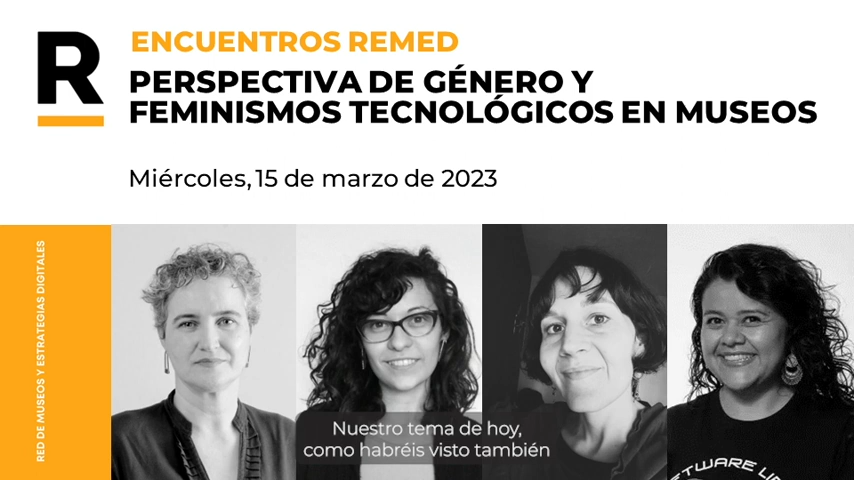 R
ENCUENTROS REMED
PERSPECTIVA DE GÉNERO Y
FEMINISMOS TECNOLÓGICOS EN MUSEOS
Miércoles, 15 de marzo de 2023
RED DE MUSEOS Y ESTRATEGIAS DIGITALES
Nuestro tema de hoy,
como habréis visto también